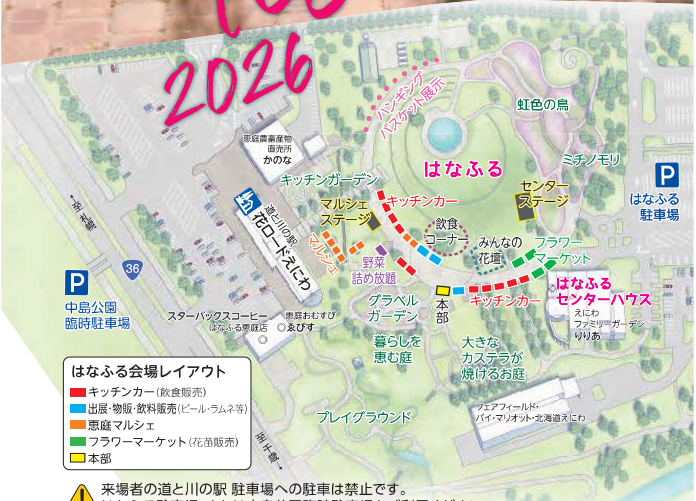 2026
ハンギング
バスケット展示
虹色の鳥
恵庭農畜産物
直売所
かのな
はなふる
ミチノモリ
P
はなふる
駐車場
キッチンガーデン
キッチンカー
センター
ステージ
マルシェ
ステージ
道と川の駅
花ロードえにわ
至 札幌
飲食
コーナー
みんなの
花壇
フラワー
マーケット
マルシェ
野菜
詰め放題
36
P
中島公園
臨時駐車場
はなふる
センターハウス
えにわ
ファミリーガーデン
りりあ
キッチンカー
本部
グラベル
ガーデン
スターバックスコーヒー
はなふる恵庭店
恵庭おむすび
ゑびす
暮らしを
恵む庭
大きな
カステラが
焼けるお庭
はなふる会場レイアウト
キッチンカー(飲食販売)
出展・物販・飲料販売(ビール・ラムネ等)
恵庭マルシェ
フラワーマーケット(花苗販売)
本部
プレイグラウンド
フェアフィールド・
バイ・マリオット・北海道えにわ
至 千歳
来場者の道と川の駅 駐車場への駐車は禁止です。